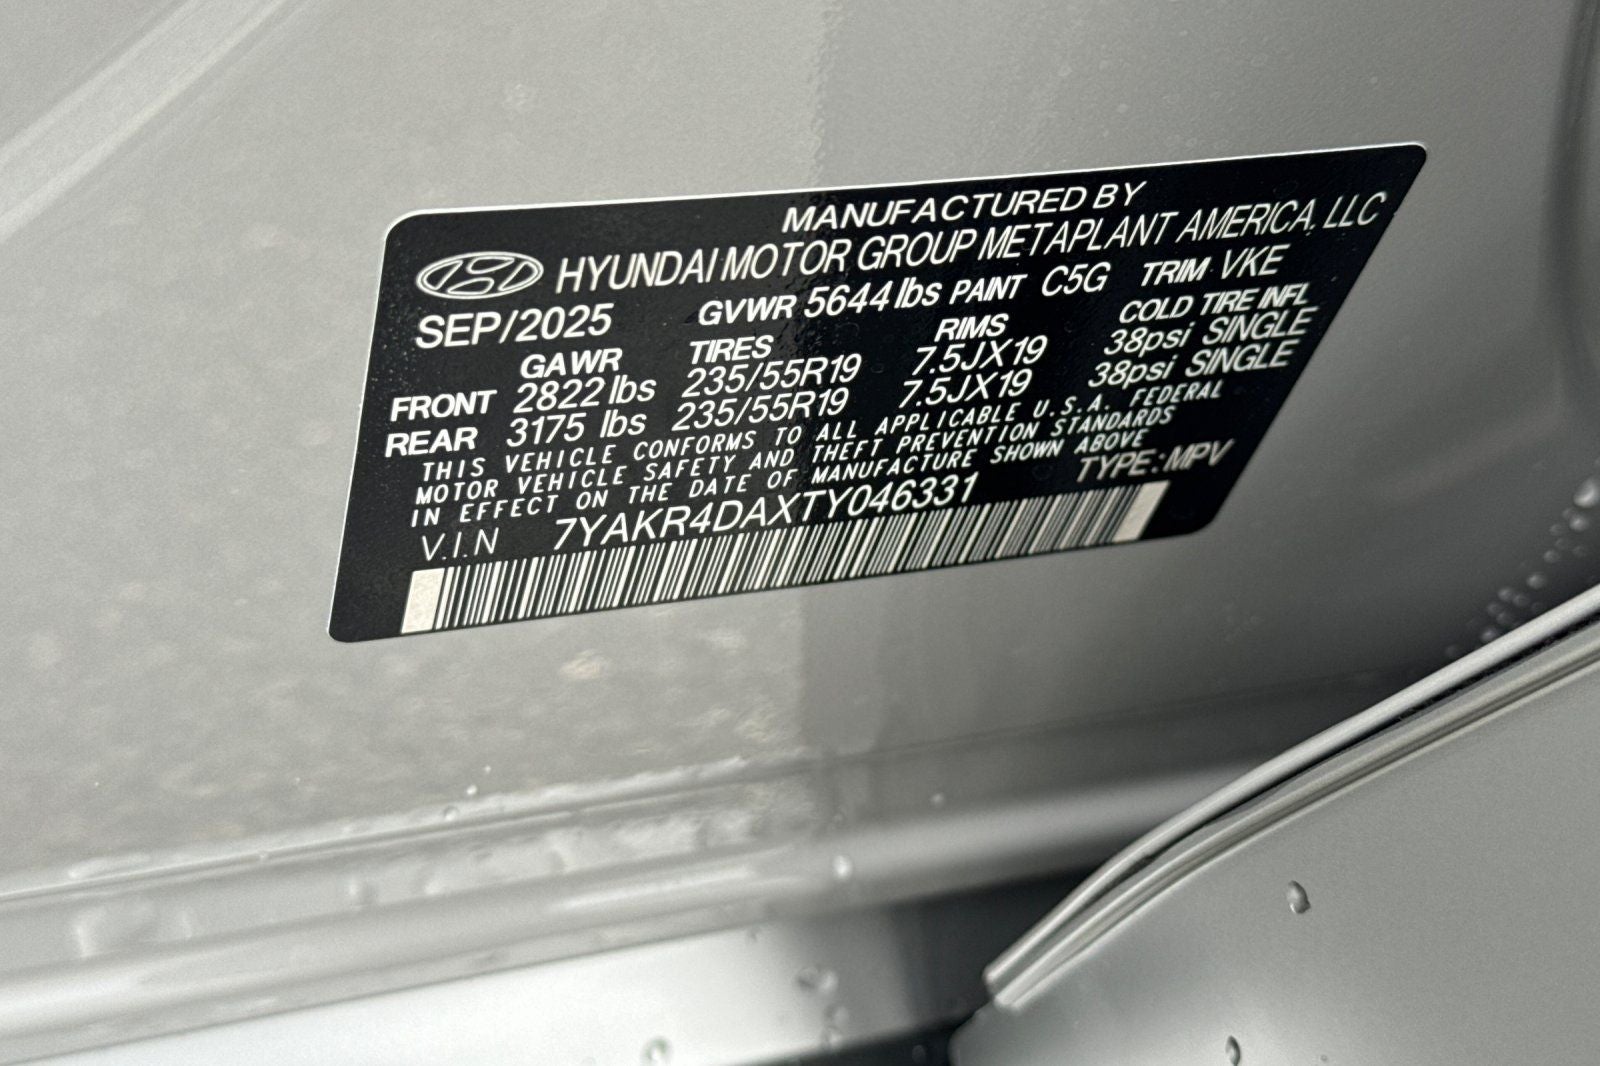 MANUFACTURED BY
HYUNDAI MOTOR GROUP METAPLANT AMERICA, LLC
SEP/2025 GVWR 5644 lbs PAINT C5G TRIM VKE
GAWR TIRES RIMS COLD TIRE INFL
FRONT 2822 lbs 235/55R19 7.5JX19 38psi SINGLE
REAR 3175 lbs 235/55R19 7.5JX19 38psi SINGLE
THIS VEHICLE CONFORMS TO ALL APPLICABLE U.S.A. FEDERAL
MOTOR VEHICLE SAFETY AND THEFT PREVENTION STANDARDS
IN EFFECT ON THE DATE OF MANUFACTURE SHOWN ABOVE
V.I.N 7YAKR4DAXTY046331 TYPE: MPV